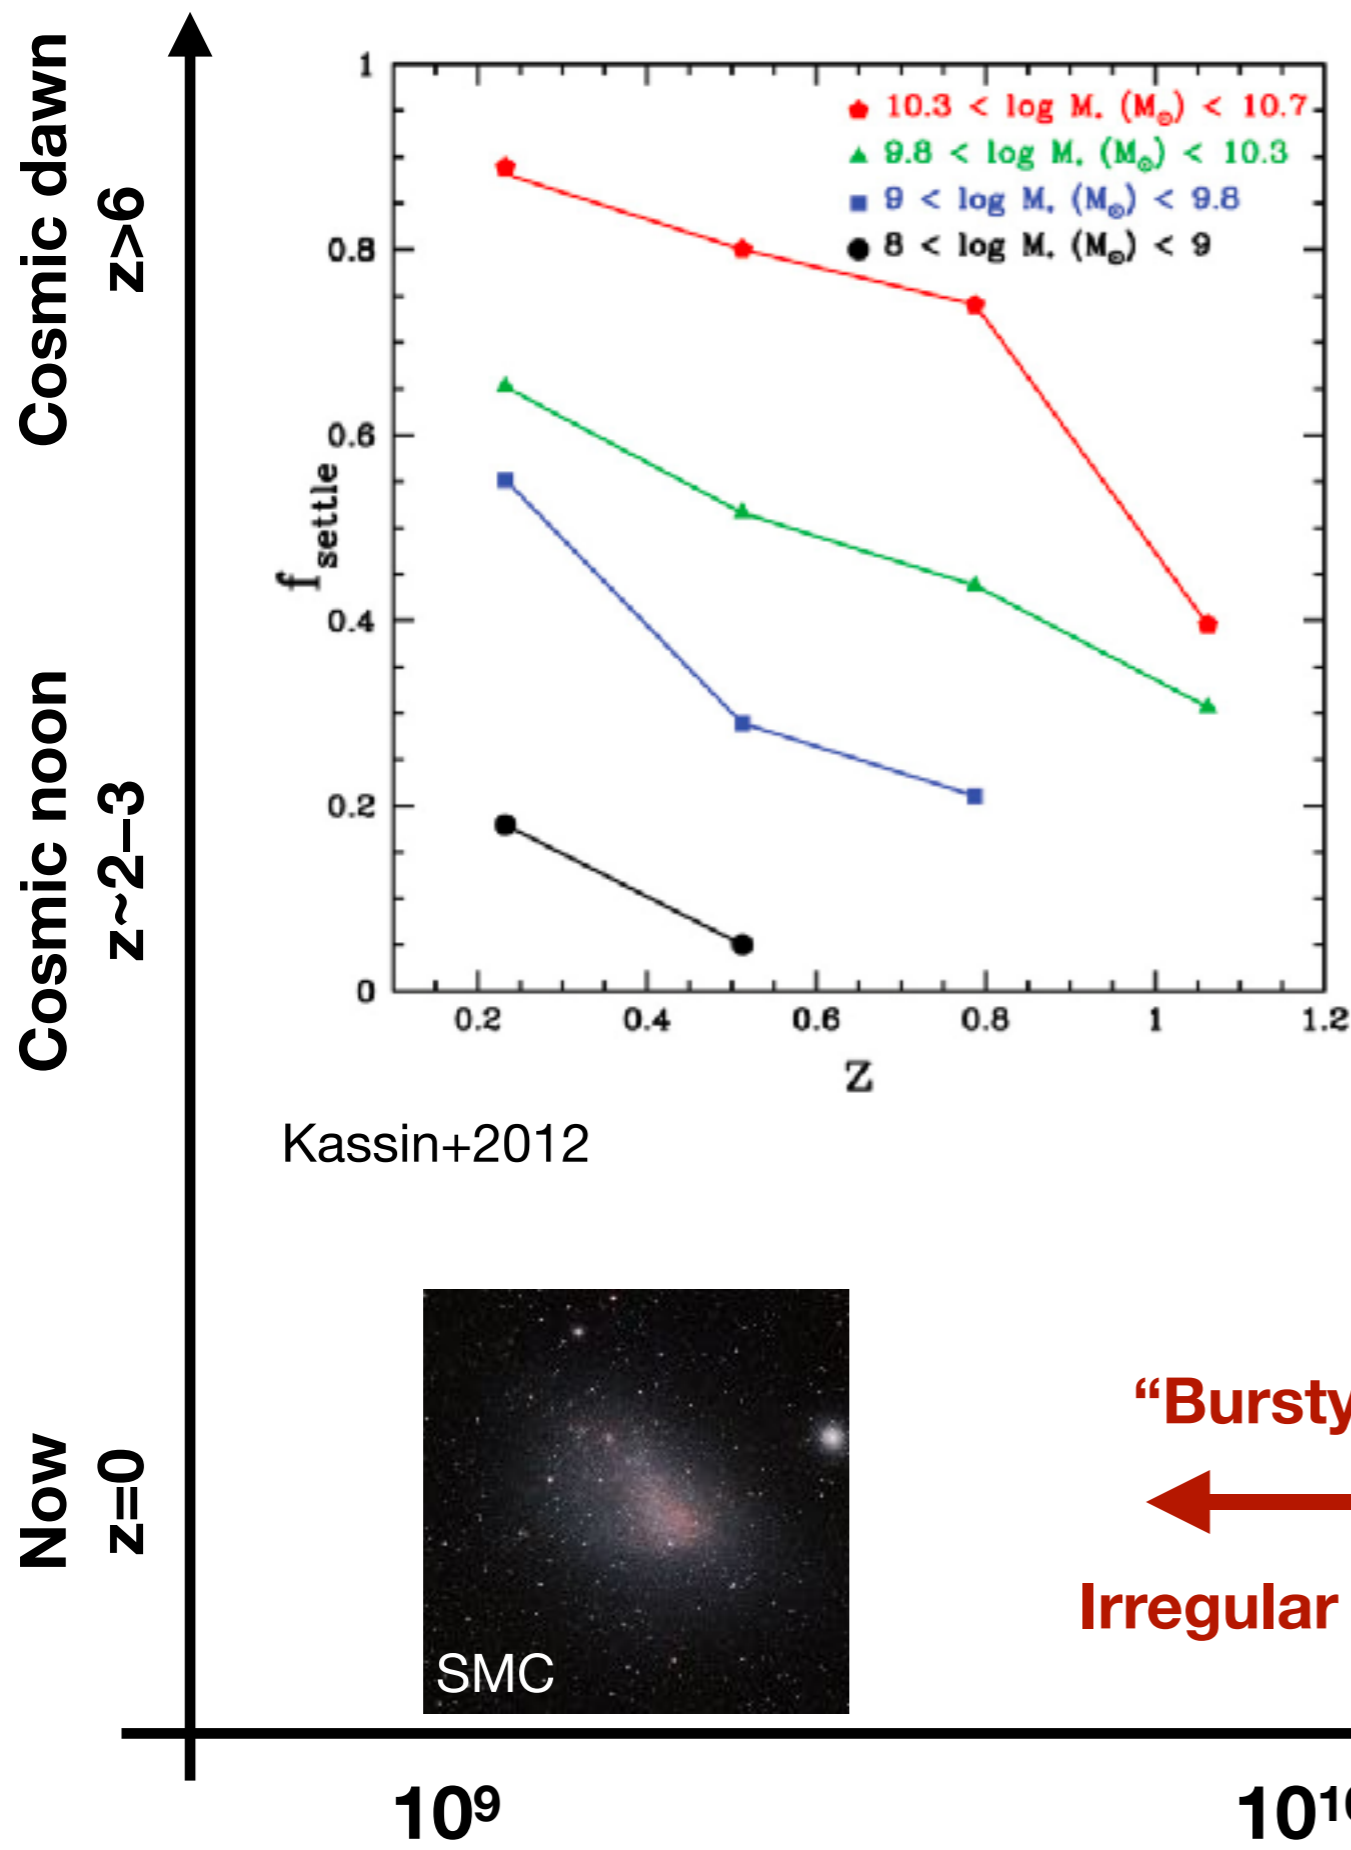 Cosmic dawn
z>6
Cosmic noon
z~2–3
Now
z=0
1
0.8
0.6
0.4
0.2
0
f_settle
10.3 < log M* (M⊙) < 10.7
9.8 < log M* (M⊙) < 10.3
9 < log M* (M⊙) < 9.8
8 < log M* (M⊙) < 9
0.2 0.4 0.6 0.8 1 1.2
Z
Kassin+2012
SMC
“Bursty
Irregular
10⁹ 10¹⁰